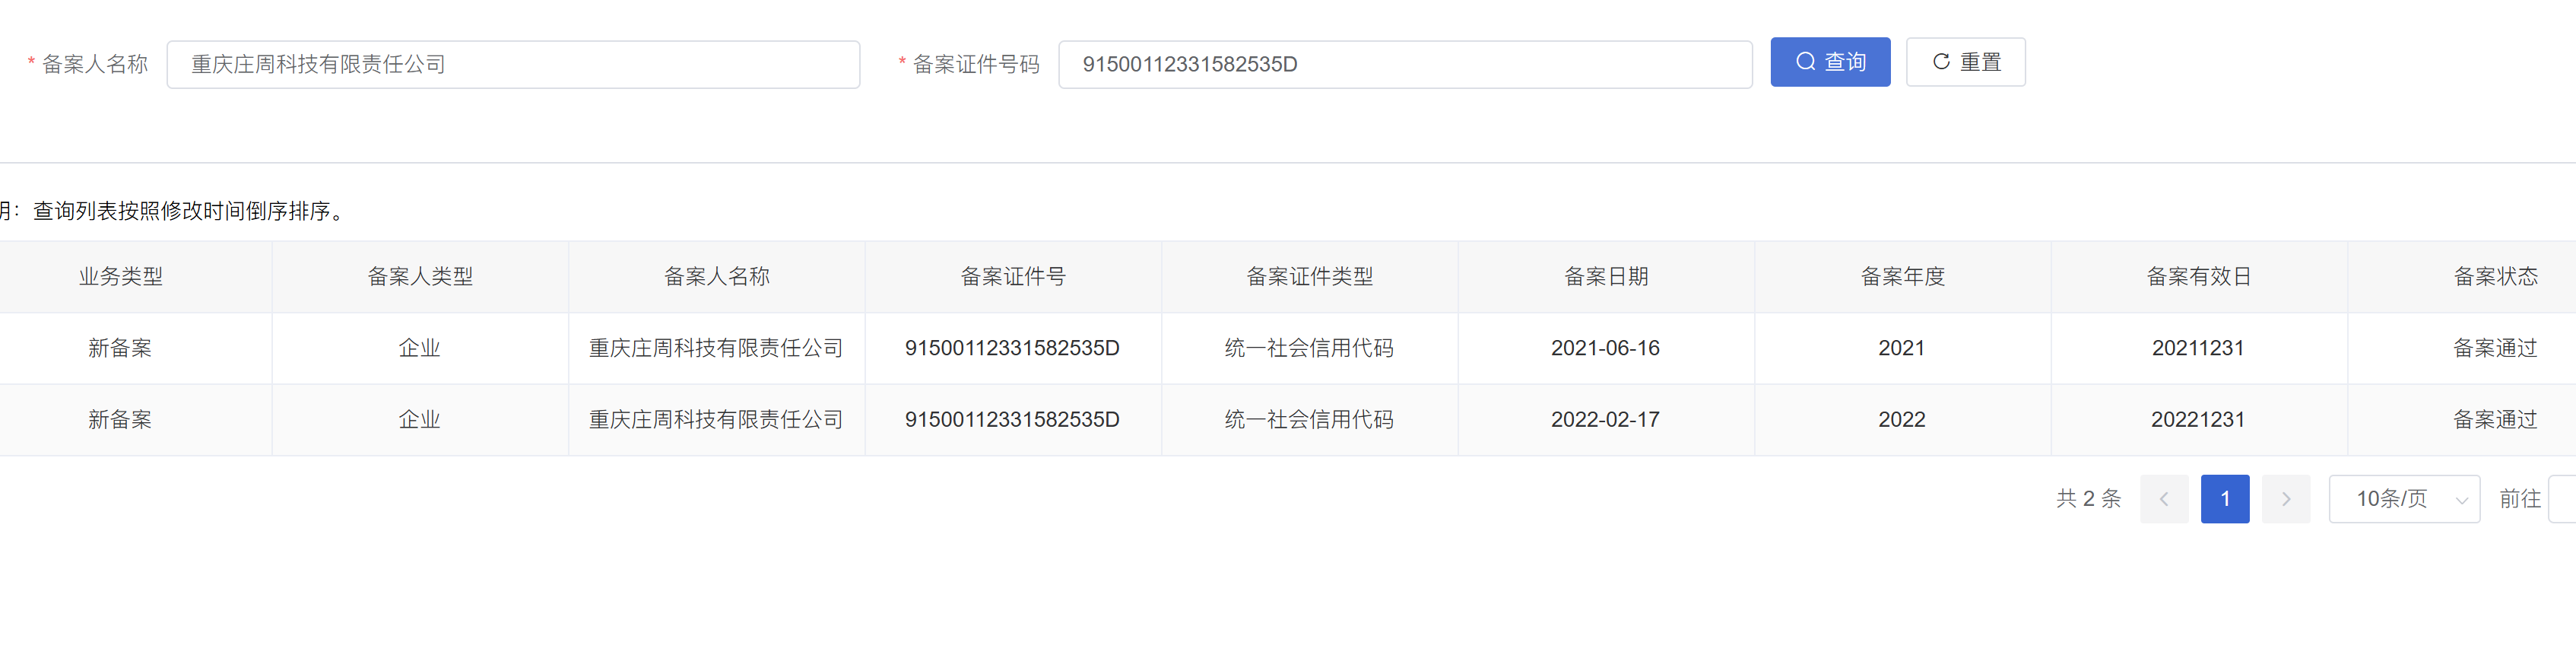 * 备案人名称 重庆庄周科技有限责任公司 * 备案证件号码 91500112331582535D 查询 重置
明：查询列表按照修改时间倒序排序。
业务类型 备案人类型 备案人名称 备案证件号 备案证件类型 备案日期 备案年度 备案有效日 备案状态
新备案 企业 重庆庄周科技有限责任公司 91500112331582535D 统一社会信用代码 2021-06-16 2021 20211231 备案通过
新备案 企业 重庆庄周科技有限责任公司 91500112331582535D 统一社会信用代码 2022-02-17 2022 20221231 备案通过
共 2 条 1 10条/页 前往